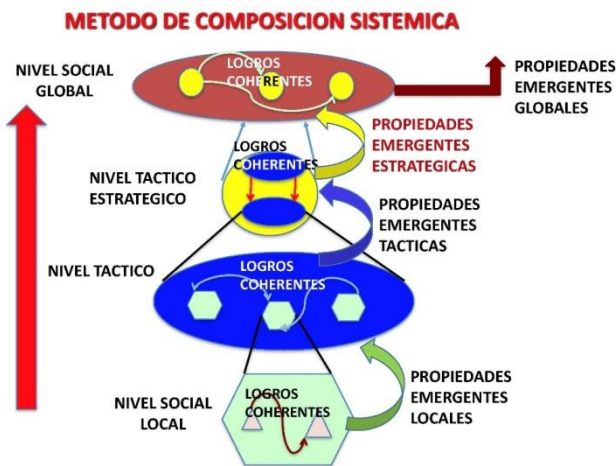 METODO DE COMPOSICION SISTEMICA
NIVEL SOCIAL
GLOBAL
LOGROS
COHERENTES
PROPIEDADES
EMERGENTES
GLOBALES
PROPIEDADES
EMERGENTES
ESTRATEGICAS
LOGROS
COHERENTES
NIVEL TACTICO
ESTRATEGICO
PROPIEDADES
EMERGENTES
TACTICAS
NIVEL TACTICO
LOGROS
COHERENTES
PROPIEDADES
EMERGENTES
LOCALES
NIVEL SOCIAL
LOCAL
LOGROS
COHERENTES